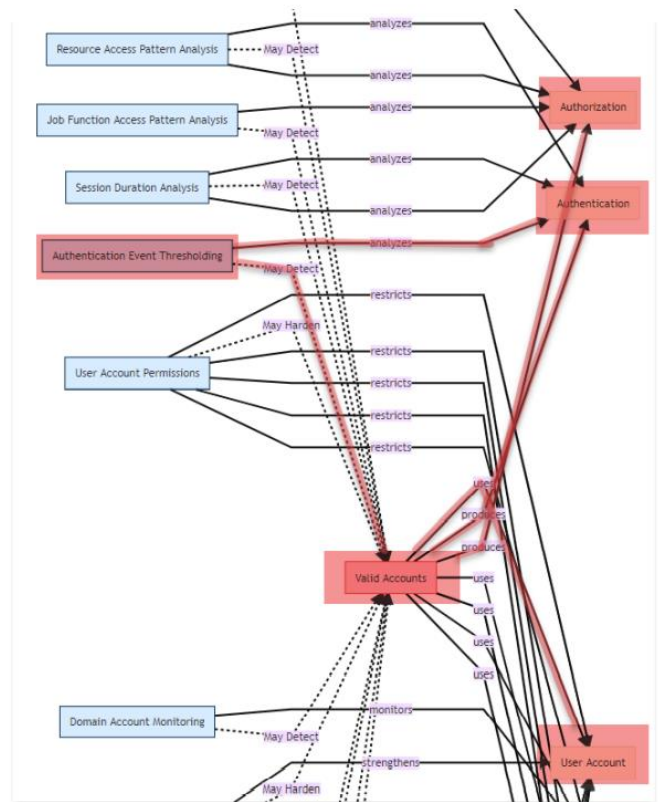 Resource Access Pattern Analysis
analyzes
May Detect
analyzes
Authorization
Job Function Access Pattern Analysis
analyzes
May Detect
Session Duration Analysis
analyzes
May Detect
analyzes
Authentication
Authentication Event Thresholding
analyzes
May Detect
restricts
May Harden
restricts
User Account Permissions
restricts
restricts
restricts
uses
produces
produces
Valid Accounts
uses
uses
uses
uses
Domain Account Monitoring
monitors
May Detect
strengthens
User Account
May Harden